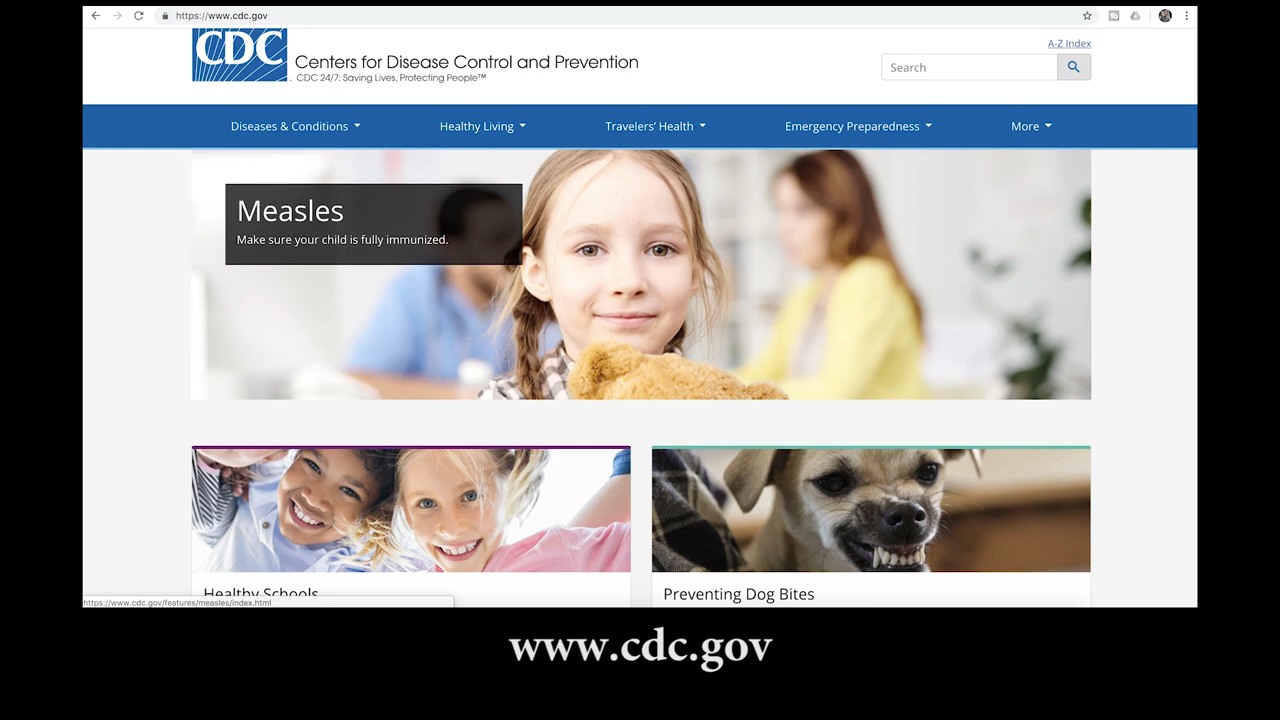 https://www.cdc.gov
CDC
Centers for Disease Control and Prevention
CDC 24/7: Saving Lives, Protecting People™
A-Z Index
Search
Diseases & Conditions
Healthy Living
Travelers' Health
Emergency Preparedness
More
Measles
Make sure your child is fully immunized.
Healthy Schools
Preventing Dog Bites
https://www.cdc.gov/features/measles/index.html
www.cdc.gov